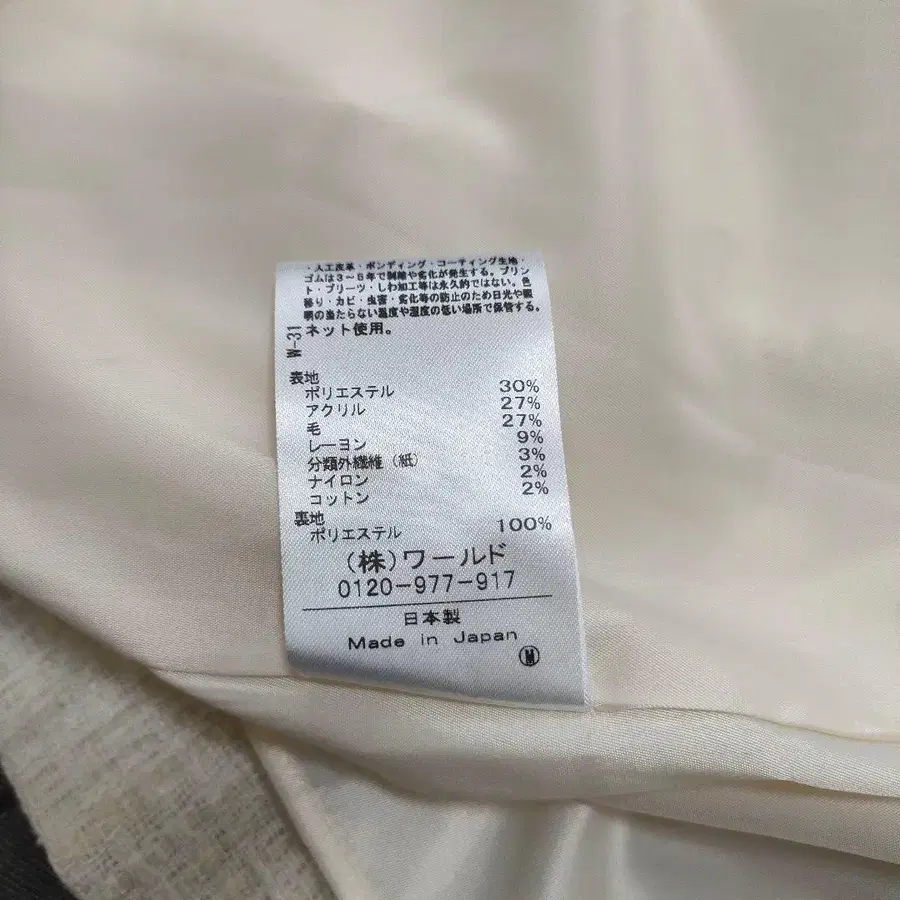 ・人工皮革・ボンディング・コーティング生地・
ゴムは3～5年で剥離や劣化が発生する。プリン
ト・プリーツ・しわ加工等は永久的ではない。色
移り・カビ・虫害・劣化等の防止のため日光や照
明の当たらない温度や湿度の低い場所で保管する。
ネット使用。
W-31
表地
ポリエステル 30%
アクリル 27%
毛 27%
レーヨン 9%
分類外繊維（紙） 3%
ナイロン 2%
コットン 2%
裏地
ポリエステル 100%
(株)ワールド
0120-977-917
日本製
Made in Japan
M